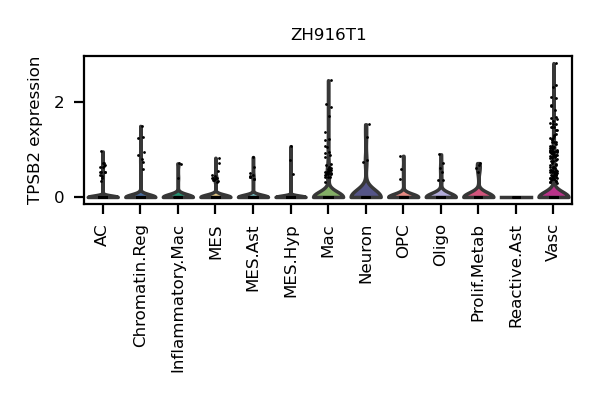 ZH916T1
TPSB2 expression
2
0
AC
Chromatin.Reg
Inflammatory.Mac
MES
MES.Ast
MES.Hyp
Mac
Neuron
OPC
Oligo
Prolif.Metab
Reactive.Ast
Vasc